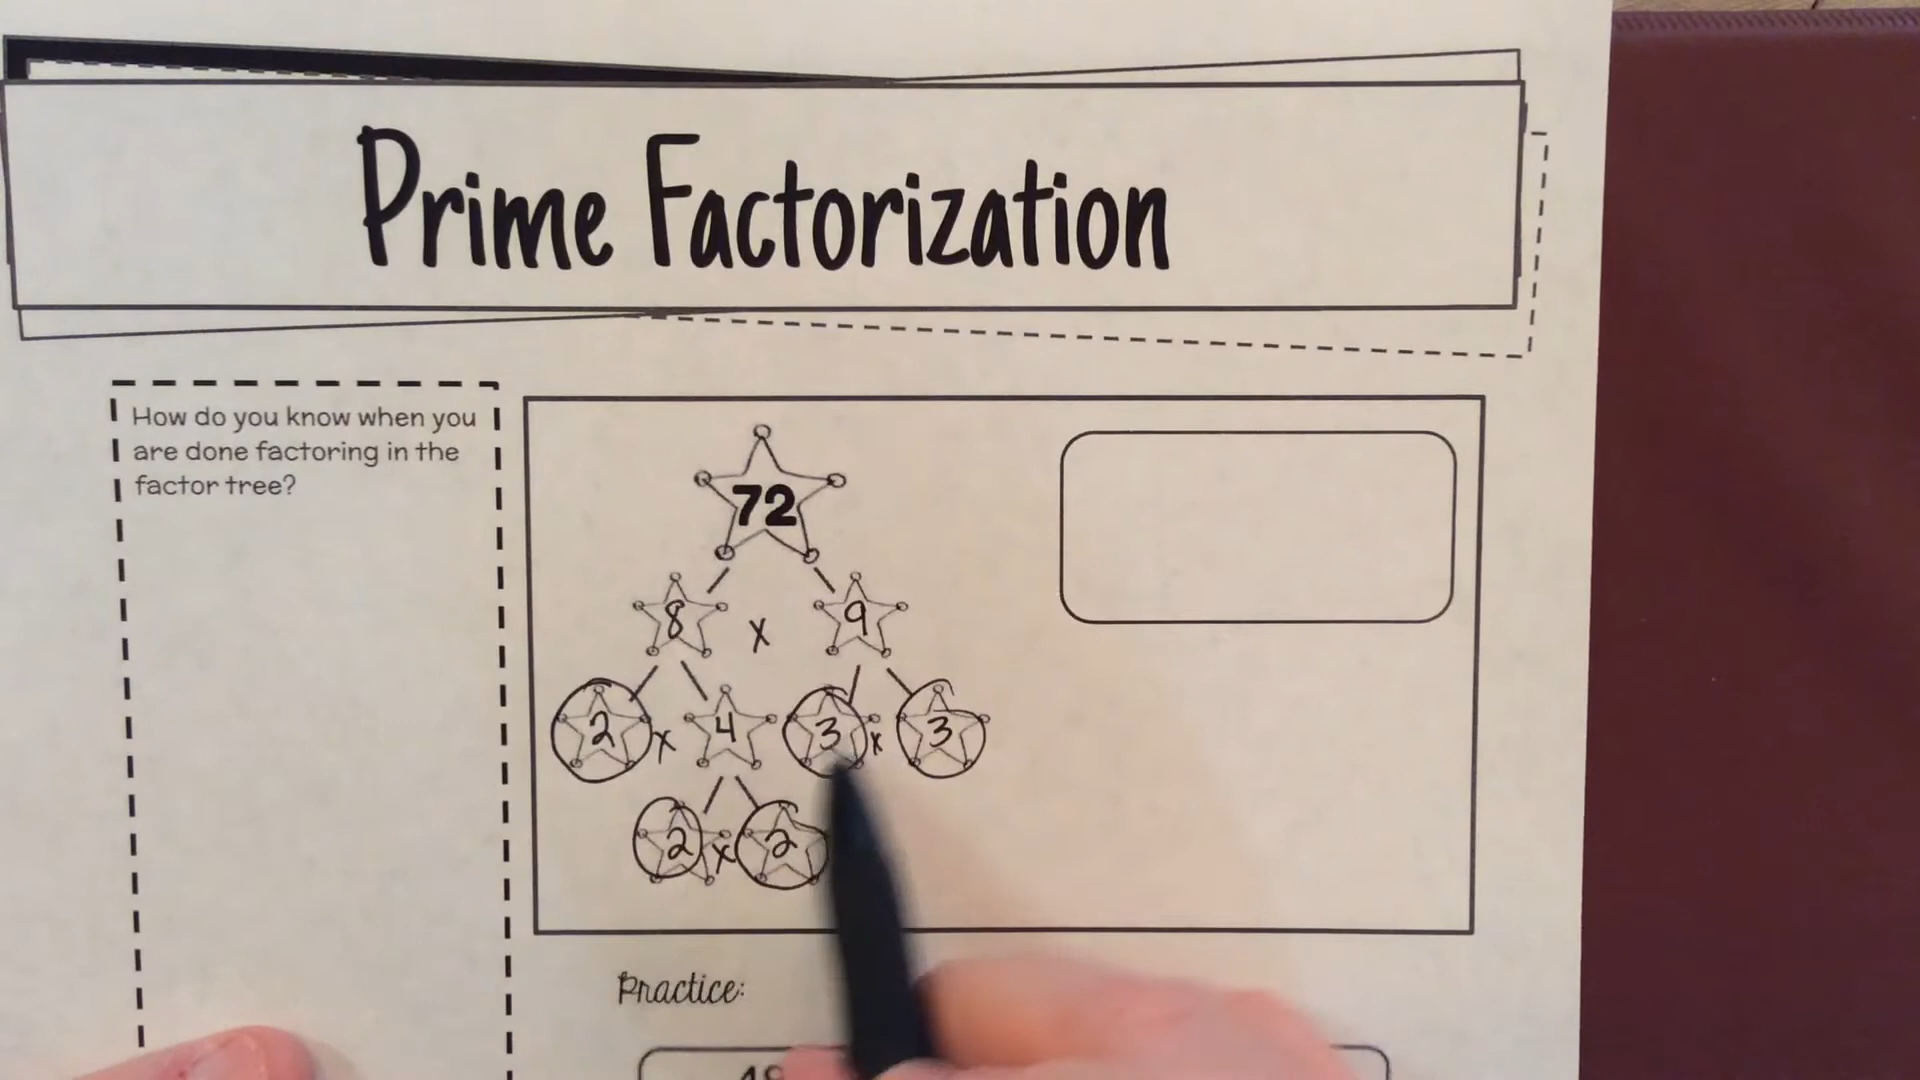 Prime Factorization
How do you know when you
are done factoring in the
factor tree?
72
8 x 9
2 x 4 3 x 3
2 x 2
Practice: